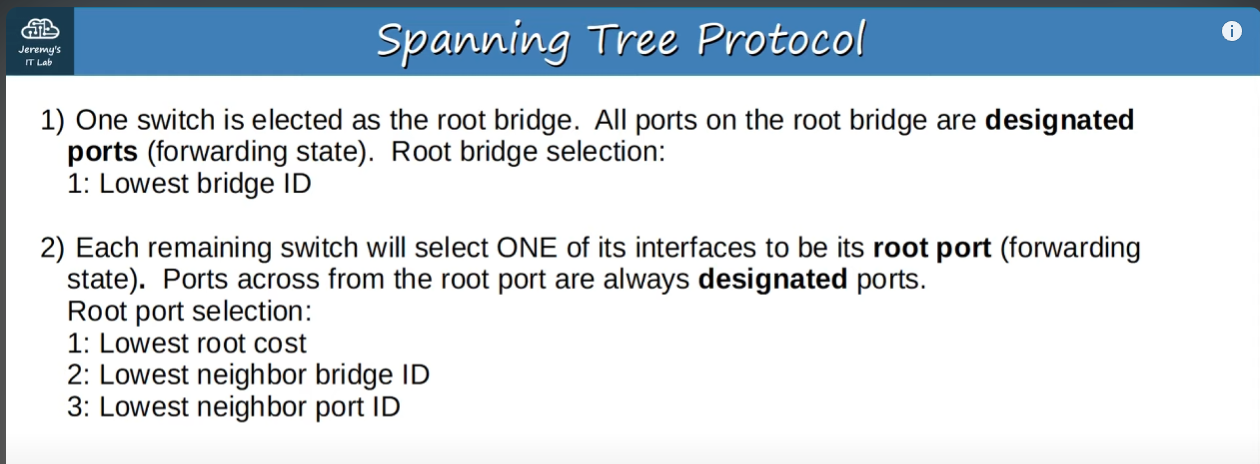 Jeremy's
IT Lab
Spanning Tree Protocol
i
1) One switch is elected as the root bridge.  All ports on the root bridge are designated
ports (forwarding state).  Root bridge selection:
1: Lowest bridge ID
2) Each remaining switch will select ONE of its interfaces to be its root port (forwarding
state).  Ports across from the root port are always designated ports.
Root port selection:
1: Lowest root cost
2: Lowest neighbor bridge ID
3: Lowest neighbor port ID